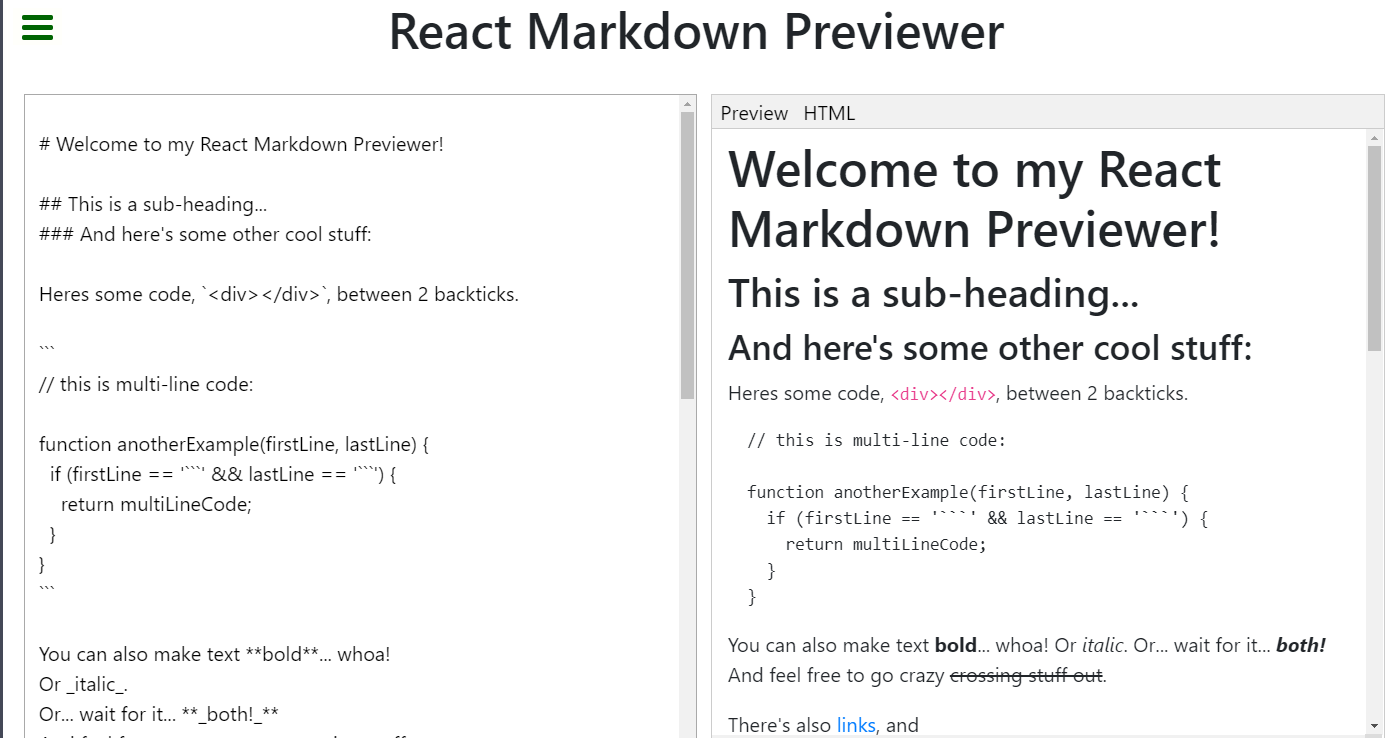 React Markdown Previewer
# Welcome to my React Markdown Previewer!
## This is a sub-heading...
### And here's some other cool stuff:
Heres some code, `<div></div>`, between 2 backticks.
```
// this is multi-line code:
function anotherExample(firstLine, lastLine) {
  if (firstLine == '```' && lastLine == '```') {
    return multiLineCode;
  }
}
```
You can also make text **bold**... whoa!
Or _italic_.
Or... wait for it... **_both!_**
Preview HTML
Welcome to my React
Markdown Previewer!
This is a sub-heading...
And here's some other cool stuff:
Heres some code, <div></div>, between 2 backticks.
// this is multi-line code:
function anotherExample(firstLine, lastLine) {
  if (firstLine == '```' && lastLine == '```') {
    return multiLineCode;
  }
}
You can also make text bold... whoa! Or italic. Or... wait for it... both!
And feel free to go crazy crossing stuff out.
There's also links, and